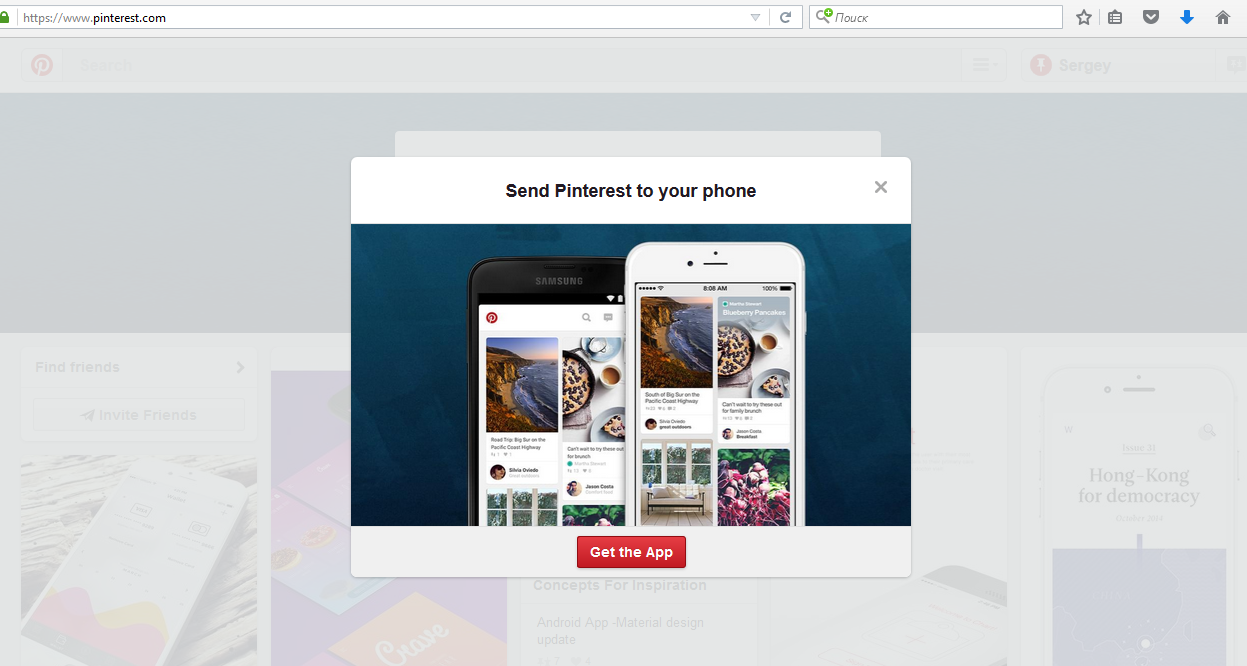 https://www.pinterest.com
Поиск
Search
Sergey
Send Pinterest to your phone
SAMSUNG
8:08 AM
100%
Martha Stewart
Blueberry Pancakes
Road Trip: Big Sur on the
Pacific Coast Highway
Silvia Oviedo
Great outdoors
Can't wait to try these out
for brunch
Martha Stewart
Jason Costa
Comfort food
South of Big Sur on the
Pacific Coast Highway
Silvia Oviedo
great outdoors
Can't wait to try these out
for family brunch
Jason Costa
Breakfast
Get the App
Find friends
Invite Friends
Crave
Concepts For Inspiration
Android App -Material design
update
7 4
W
Issue 31
Hong-Kong
for democracy
October 2014